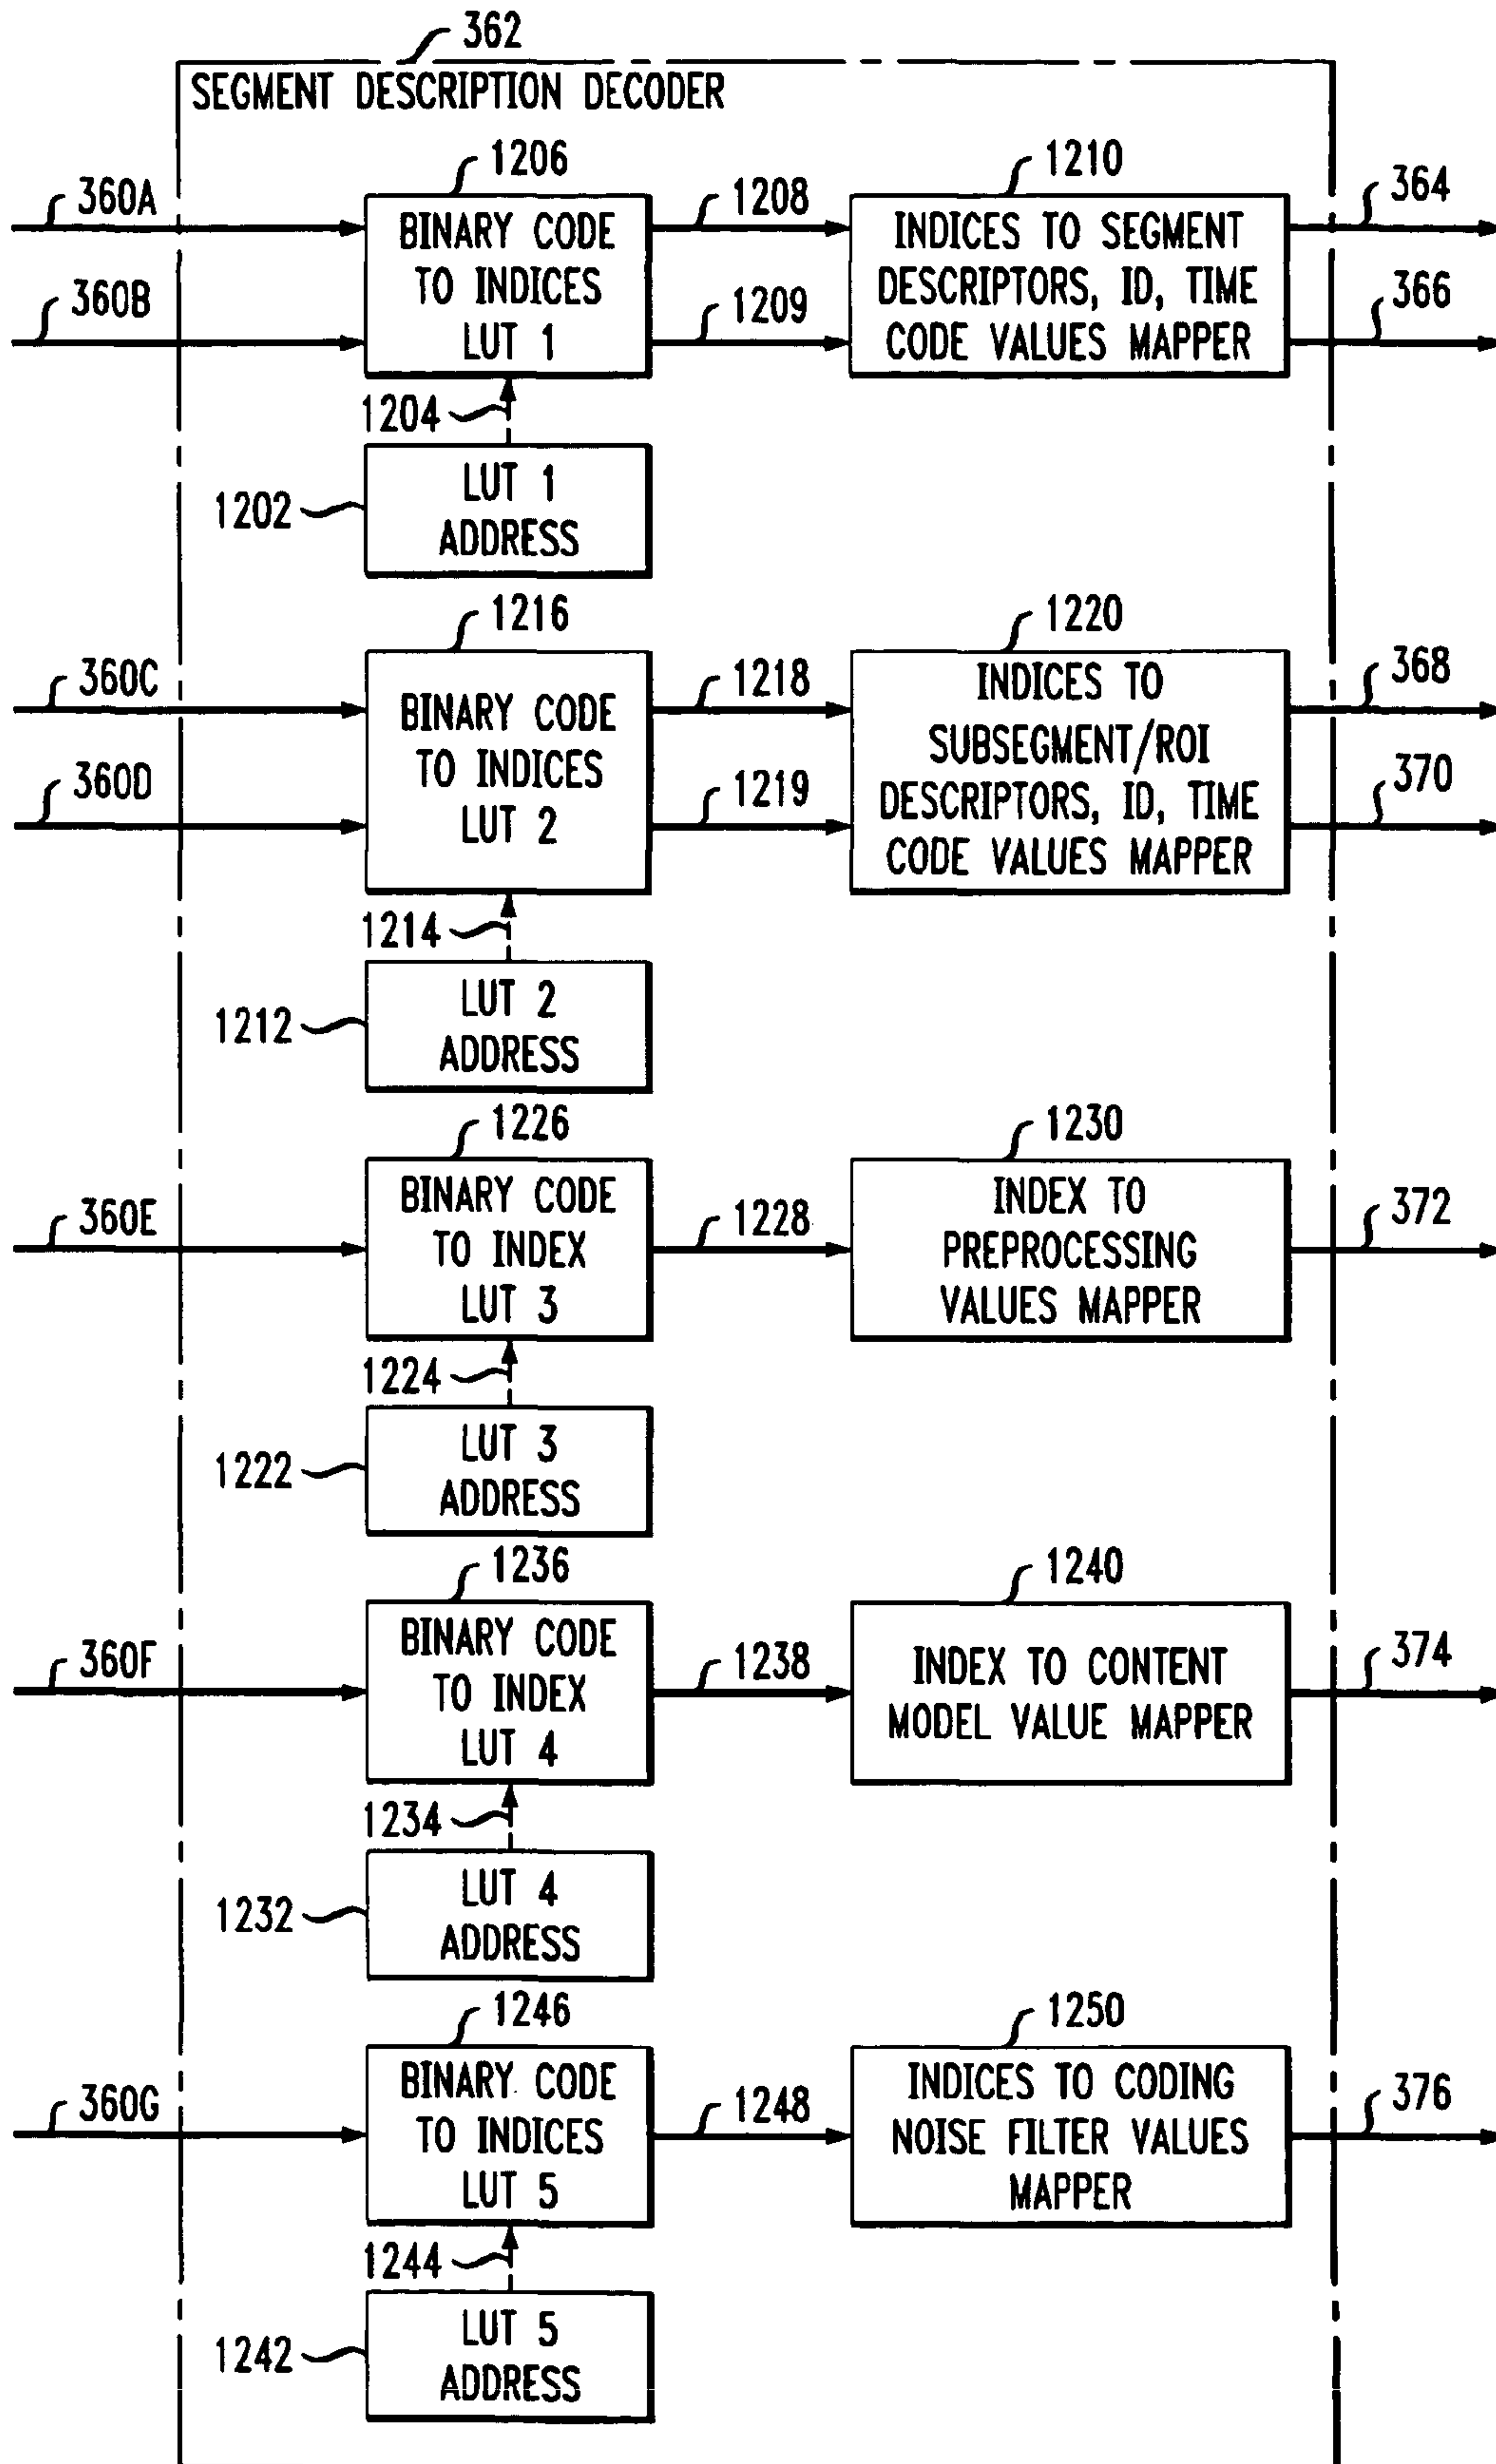 362
SEGMENT DESCRIPTION DECODER
1206
1210
360A
1208
364
BINARY CODE
TO INDICES
LUT 1
INDICES TO SEGMENT
DESCRIPTORS, ID, TIME
CODE VALUES MAPPER
360B
1209
366
1204
1202
LUT 1
ADDRESS
1216
1220
360C
1218
368
BINARY CODE
TO INDICES
LUT 2
INDICES TO
SUBSEGMENT/ROI
DESCRIPTORS, ID, TIME
CODE VALUES MAPPER
360D
1219
370
1214
1212
LUT 2
ADDRESS
1226
1230
360E
1228
372
BINARY CODE
TO INDEX
LUT 3
INDEX TO
PREPROCESSING
VALUES MAPPER
1224
1222
LUT 3
ADDRESS
1236
1240
360F
1238
374
BINARY CODE
TO INDEX
LUT 4
INDEX TO CONTENT
MODEL VALUE MAPPER
1234
1232
LUT 4
ADDRESS
1246
1250
360G
1248
376
BINARY CODE
TO INDICES
LUT 5
INDICES TO CODING
NOISE FILTER VALUES
MAPPER
1244
1242
LUT 5
ADDRESS